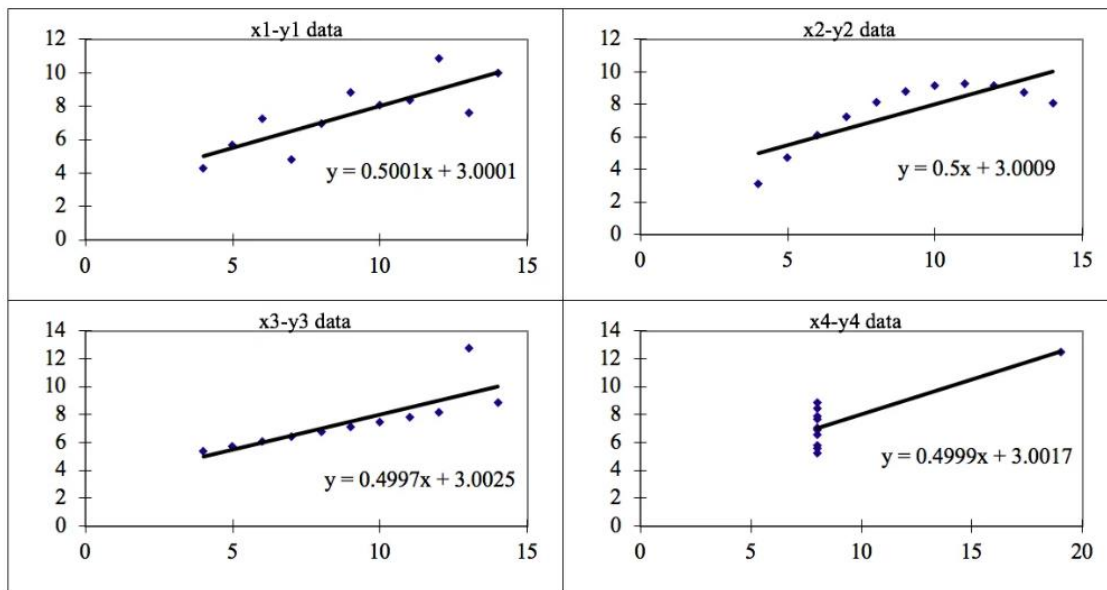 x1-y1 data
12
10
8
6
4
2
0
0 5 10 15
y = 0.5001x + 3.0001
x2-y2 data
12
10
8
6
4
2
0
0 5 10 15
y = 0.5x + 3.0009
x3-y3 data
14
12
10
8
6
4
2
0
0 5 10 15
y = 0.4997x + 3.0025
x4-y4 data
14
12
10
8
6
4
2
0
0 5 10 15 20
y = 0.4999x + 3.0017